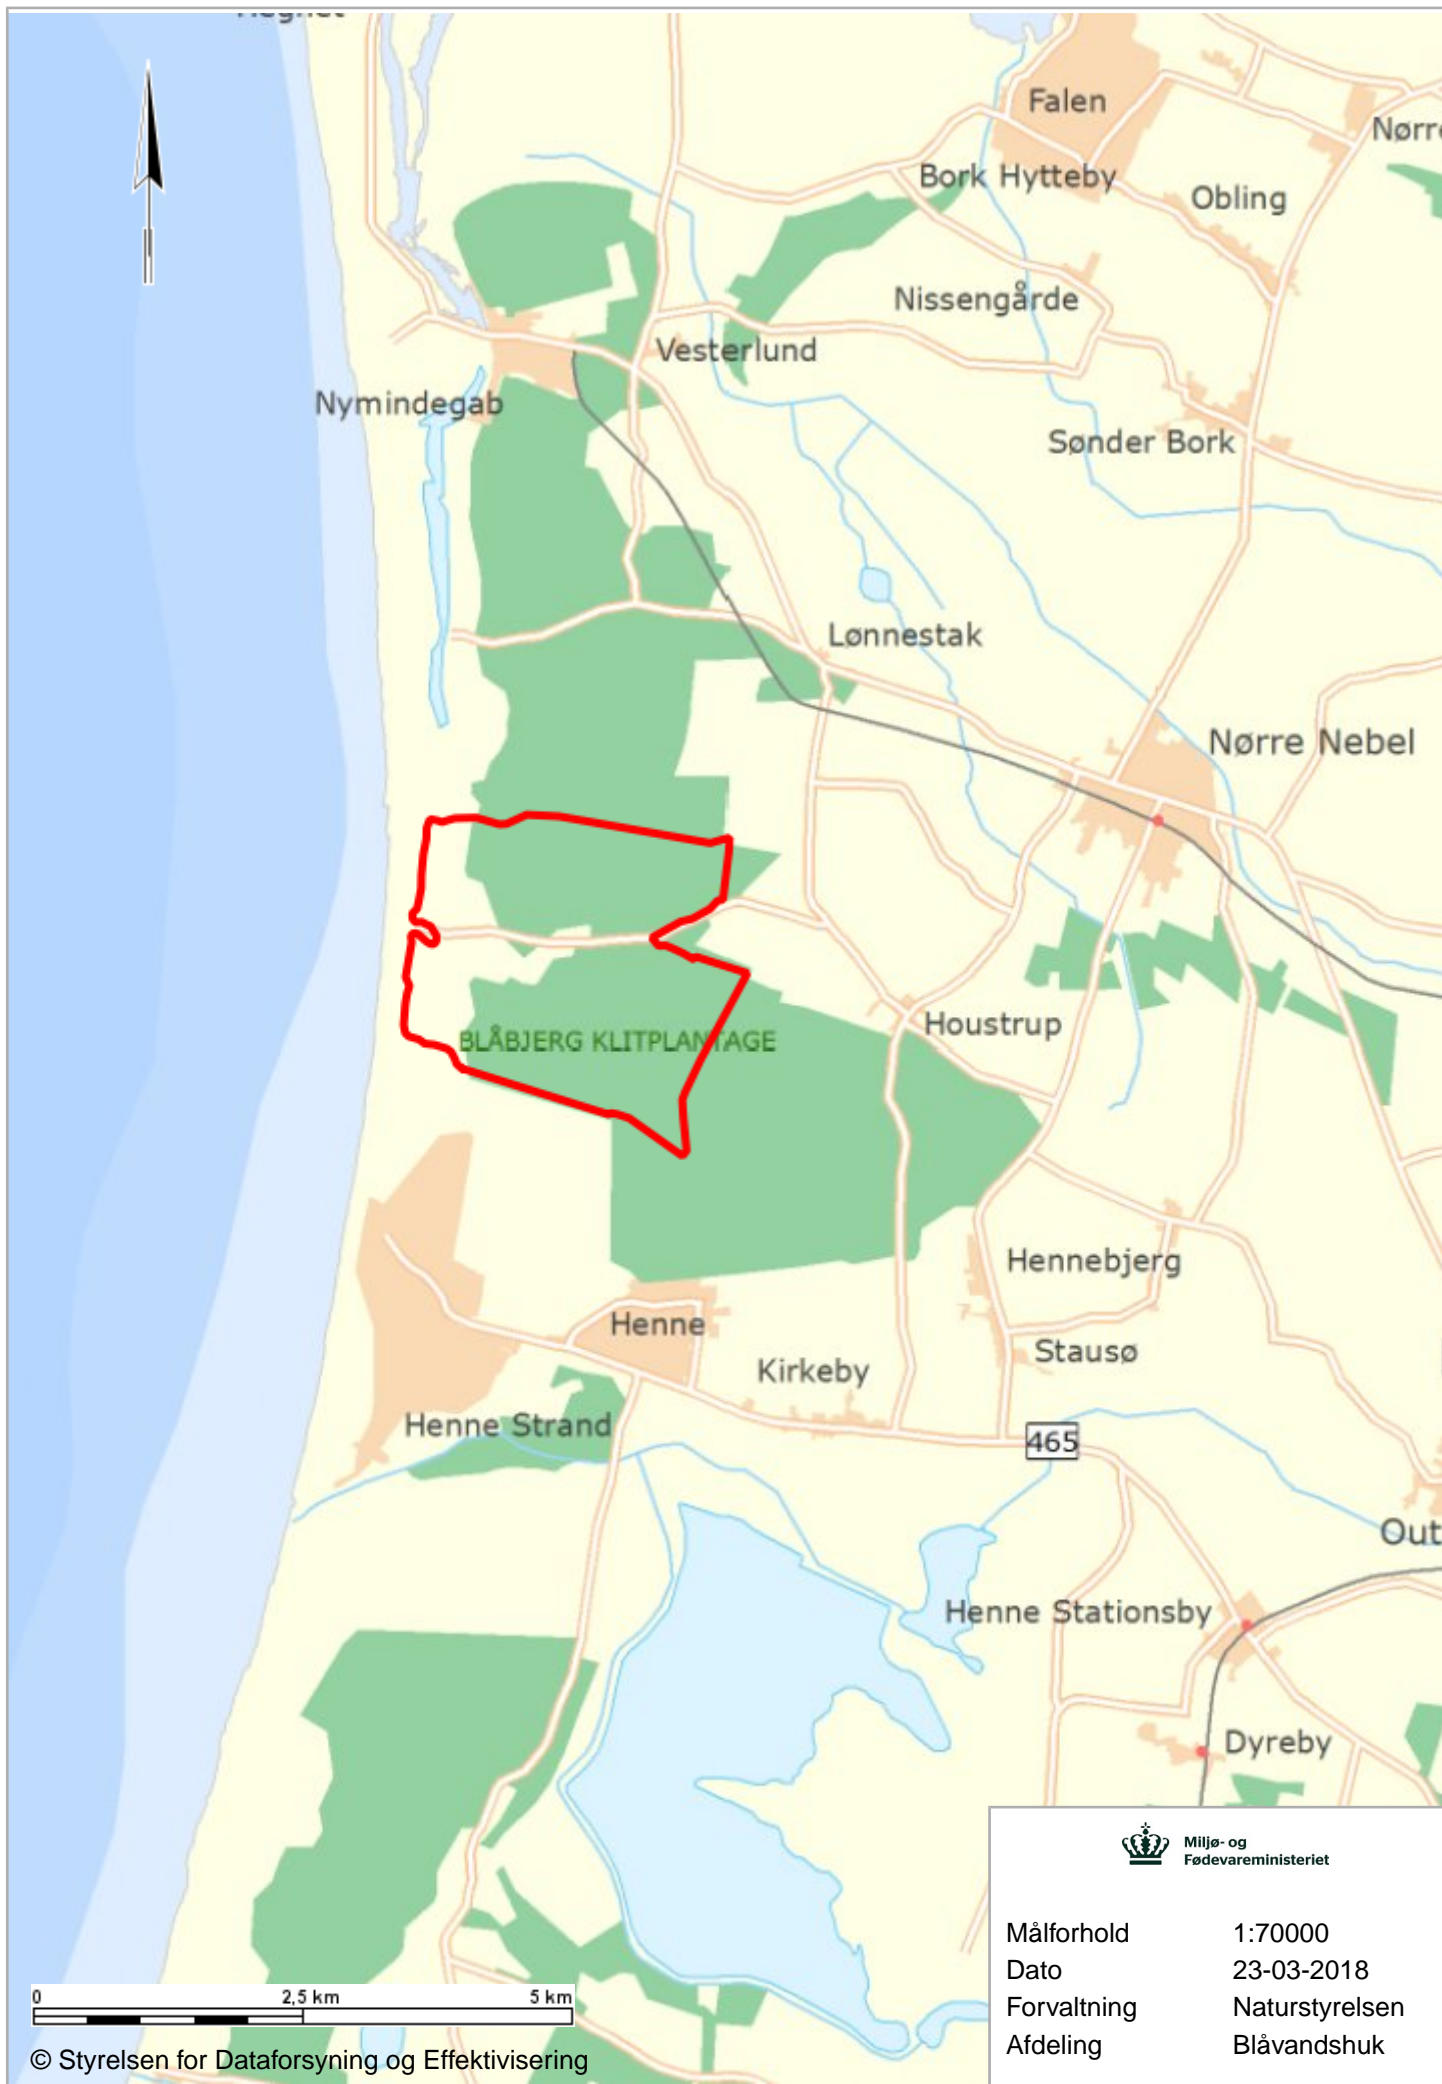 Falen
Nørre
Bork Hytteby
Obling
Nissengårde
Vesterlund
Nymindegab
Sønder Bork
Lønnestak
Nørre Nebel
Houstrup
BLÅBJERG KLITPLANTAGE
Hennebjerg
Henne
Stausø
Kirkeby
Henne Strand
465
Out
Henne Stationsby
Dyreby
Miljø- og
Fødevareministeriet
Målforhold 1:70000
Dato 23-03-2018
Forvaltning Naturstyrelsen
Afdeling Blåvandshuk
0 2,5 km 5 km
© Styrelsen for Dataforsyning og Effektivisering